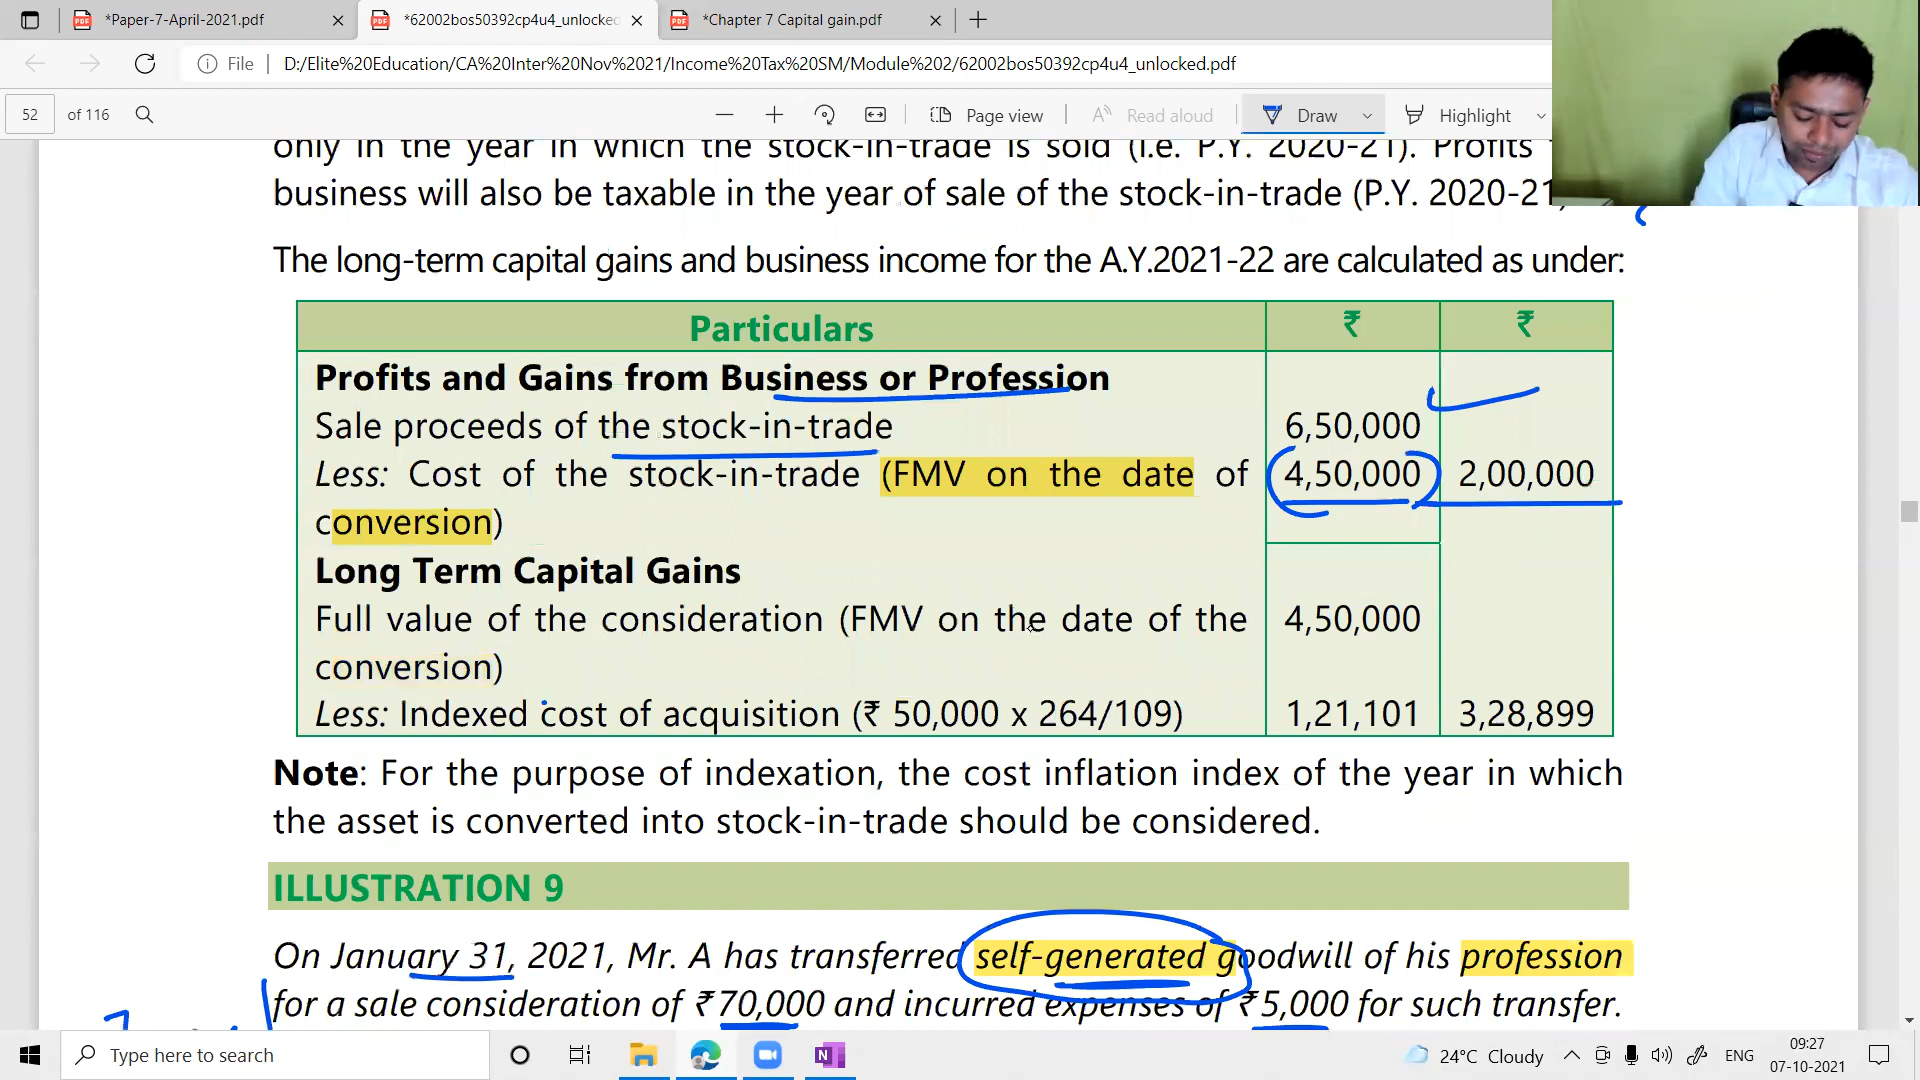 *Paper-7-April-2021.pdf
*62002bos50392cp4u4_unlocked
*Chapter 7 Capital gain.pdf
File
D:/Elite%20Education/CA%20Inter%20Nov%2021/Income%20Tax%20SM/Module%202/62002bos50392cp4u4_unlocked.pdf
52 of 116
Page view
Read aloud
Draw
Highlight
only in the year in which the stock-in-trade is sold (i.e. P.Y. 2020-21). Profits
business will also be taxable in the year of sale of the stock-in-trade (P.Y. 2020-21
The long-term capital gains and business income for the A.Y.2021-22 are calculated as under:
Particulars ₹ ₹
Profits and Gains from Business or Profession
Sale proceeds of the stock-in-trade 6,50,000
Less: Cost of the stock-in-trade (FMV on the date of 4,50,000 2,00,000
conversion)
Long Term Capital Gains
Full value of the consideration (FMV on the date of the 4,50,000
conversion)
Less: Indexed cost of acquisition (₹ 50,000 x 264/109) 1,21,101 3,28,899
Note: For the purpose of indexation, the cost inflation index of the year in which
the asset is converted into stock-in-trade should be considered.
ILLUSTRATION 9
On January 31, 2021, Mr. A has transferred self-generated goodwill of his profession
for a sale consideration of ₹ 70,000 and incurred expenses of ₹ 5,000 for such transfer.
Type here to search
24°C Cloudy
ENG
09:27
07-10-2021